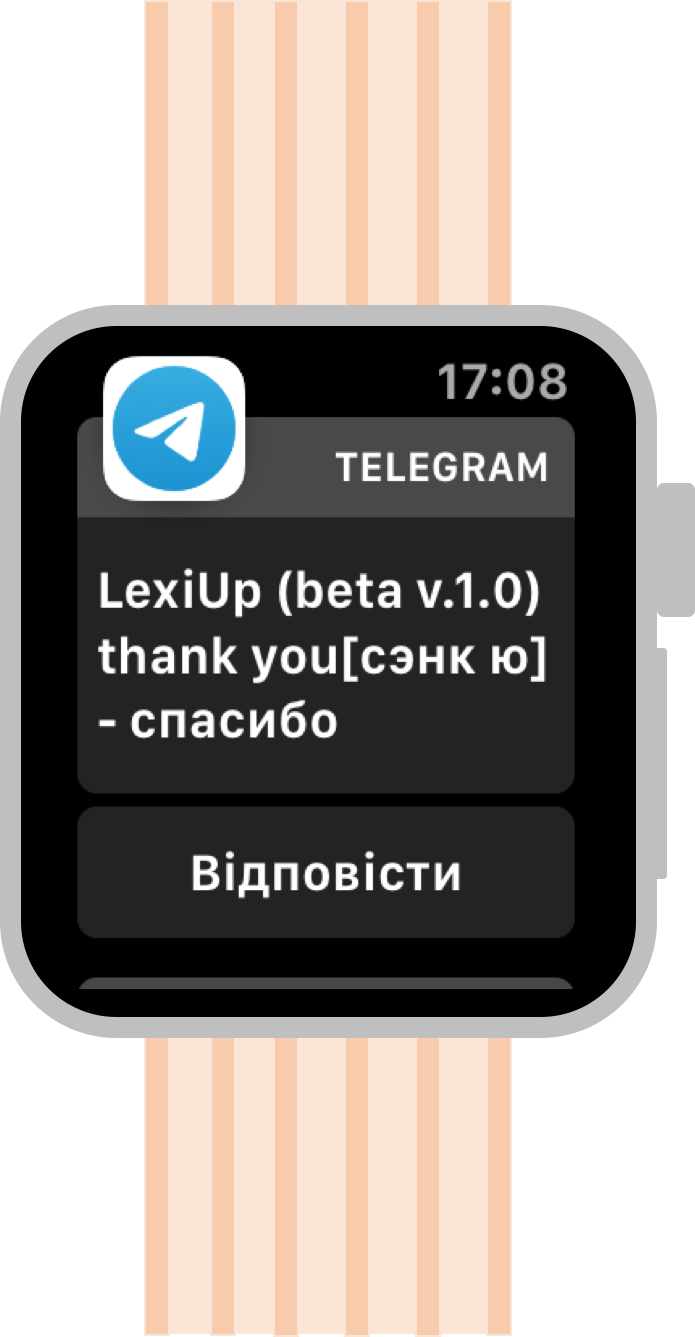 17:08
TELEGRAM
LexiUp (beta v.1.0)
thank you[сэнк ю]
- спасибо
Відповісти